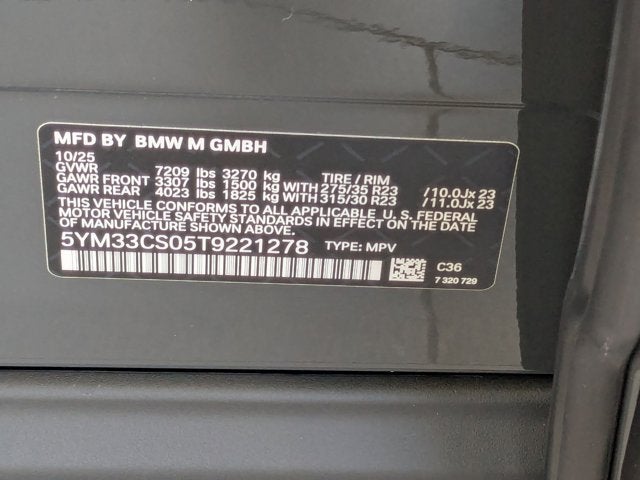 MFD BY BMW M GMBH
10/25
GVWR 7209 lbs 3270 kg TIRE / RIM
GAWR FRONT 3307 lbs 1500 kg WITH 275/35 R23 /10.0Jx 23
GAWR REAR 4023 lbs 1825 kg WITH 315/30 R23 /11.0Jx 23
THIS VEHICLE CONFORMS TO ALL APPLICABLE U. S. FEDERAL
MOTOR VEHICLE SAFETY STANDARDS IN EFFECT ON THE DATE
OF MANUFACTURE SHOWN ABOVE.
5YM33CS05T9221278 TYPE: MPV
C36
7 320 729